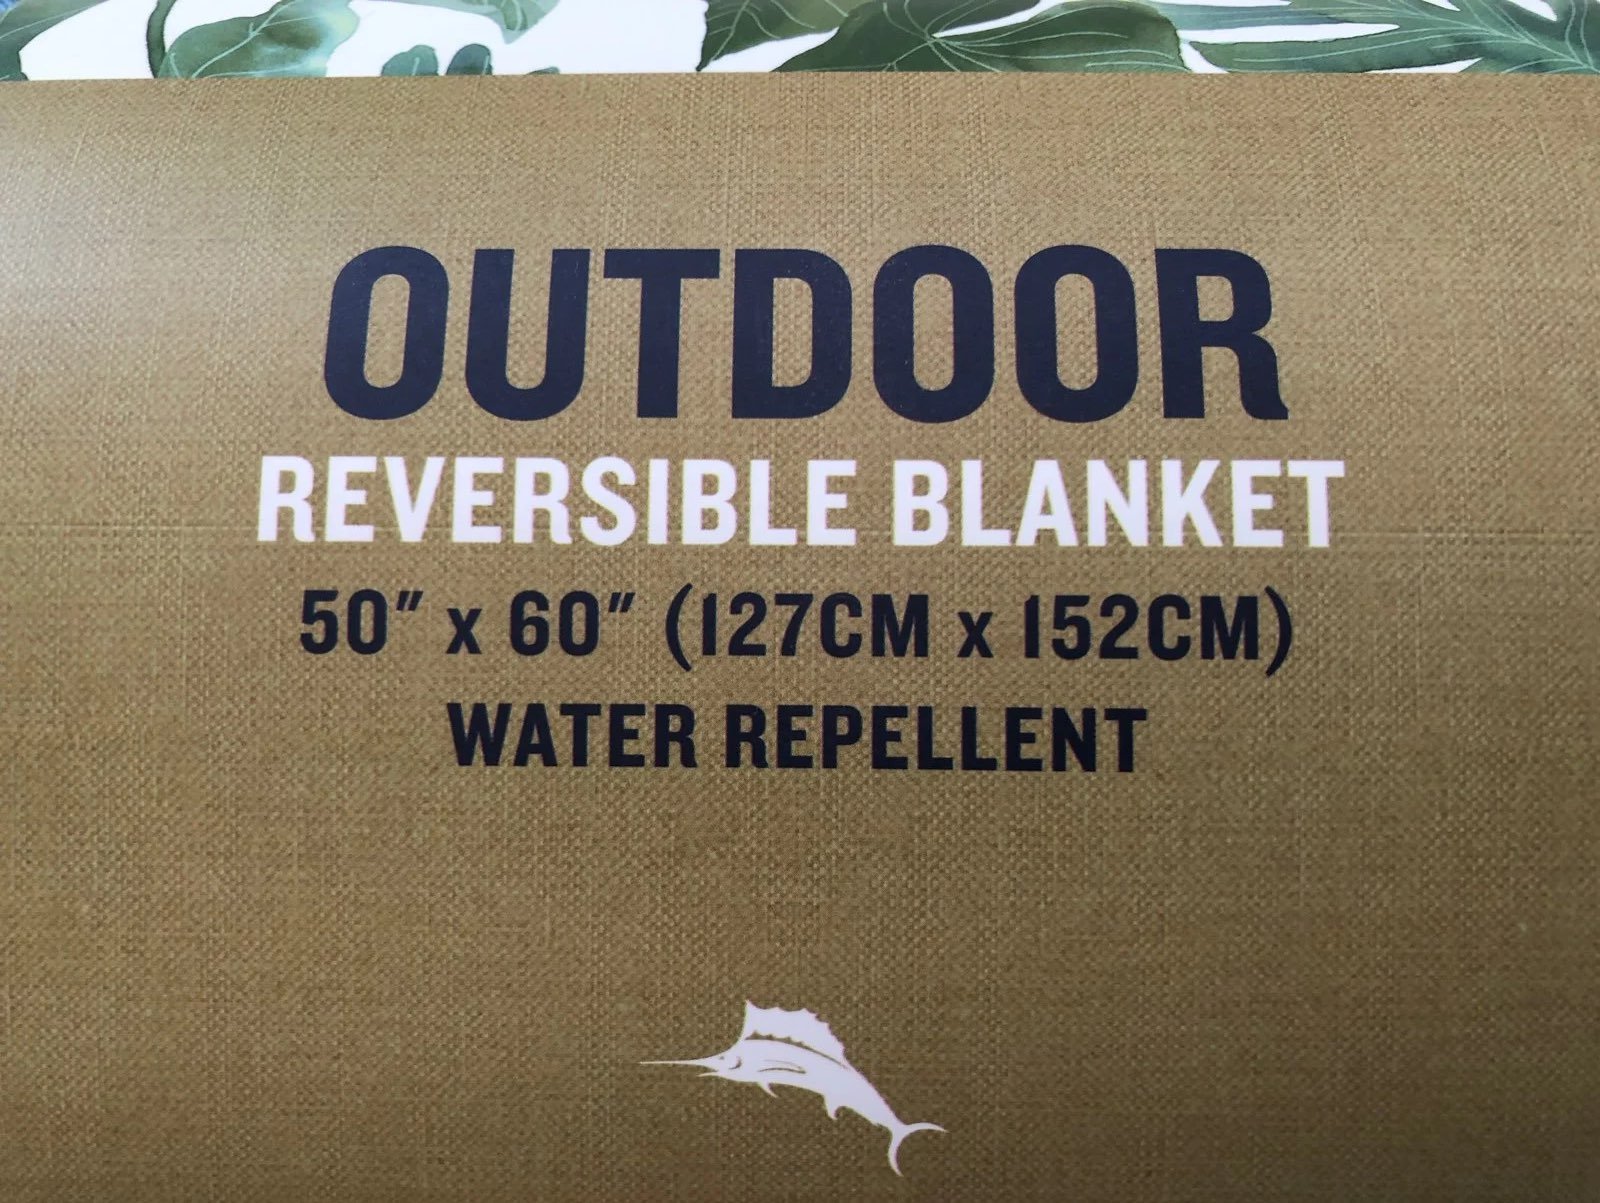 OUTDOOR
REVERSIBLE BLANKET
50″ x 60″ (127CM x 152CM)
WATER REPELLENT